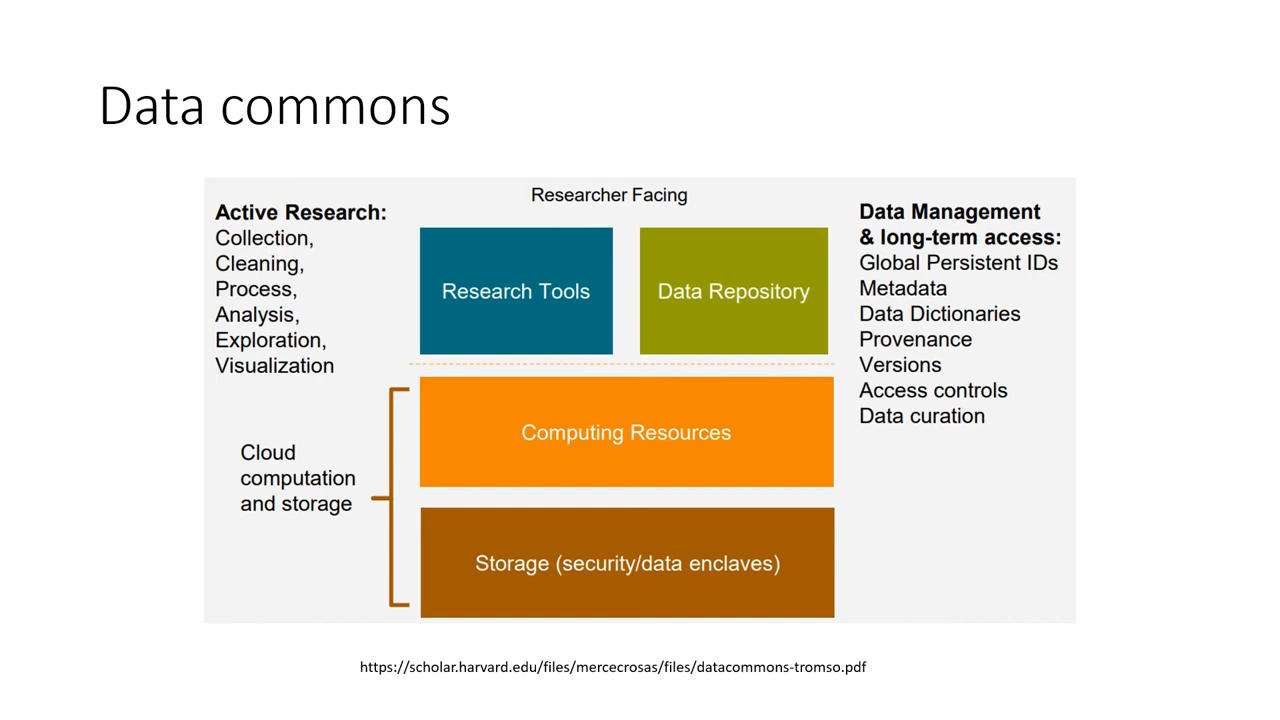 Data commons
Researcher Facing
Active Research:
Collection,
Cleaning,
Process,
Analysis,
Exploration,
Visualization
Research Tools
Data Repository
Data Management
& long-term access:
Global Persistent IDs
Metadata
Data Dictionaries
Provenance
Versions
Access controls
Data curation
Cloud
computation
and storage
Computing Resources
Storage (security/data enclaves)
https://scholar.harvard.edu/files/mercecrosas/files/datacommons-tromso.pdf